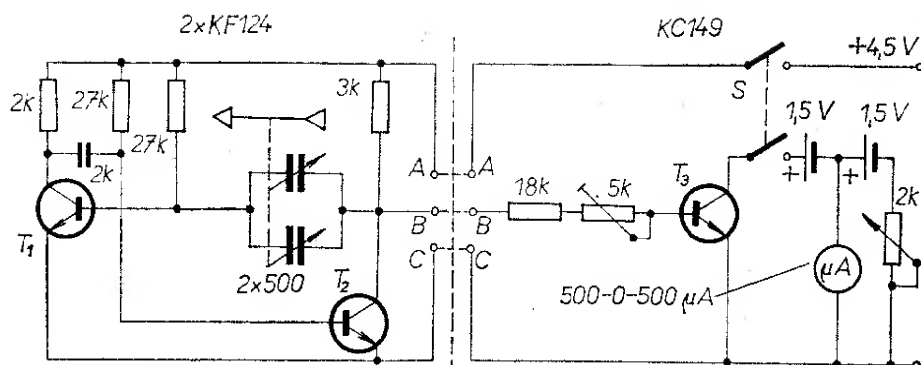 2xKF124
KC149
+4,5 V
S
1,5 V
1,5 V
2k
27k
27k
3k
2k
A
A
B
B
C
C
18k
5k
T3
+
+
2k
T1
2x500
T2
500-0-500 μA
μA